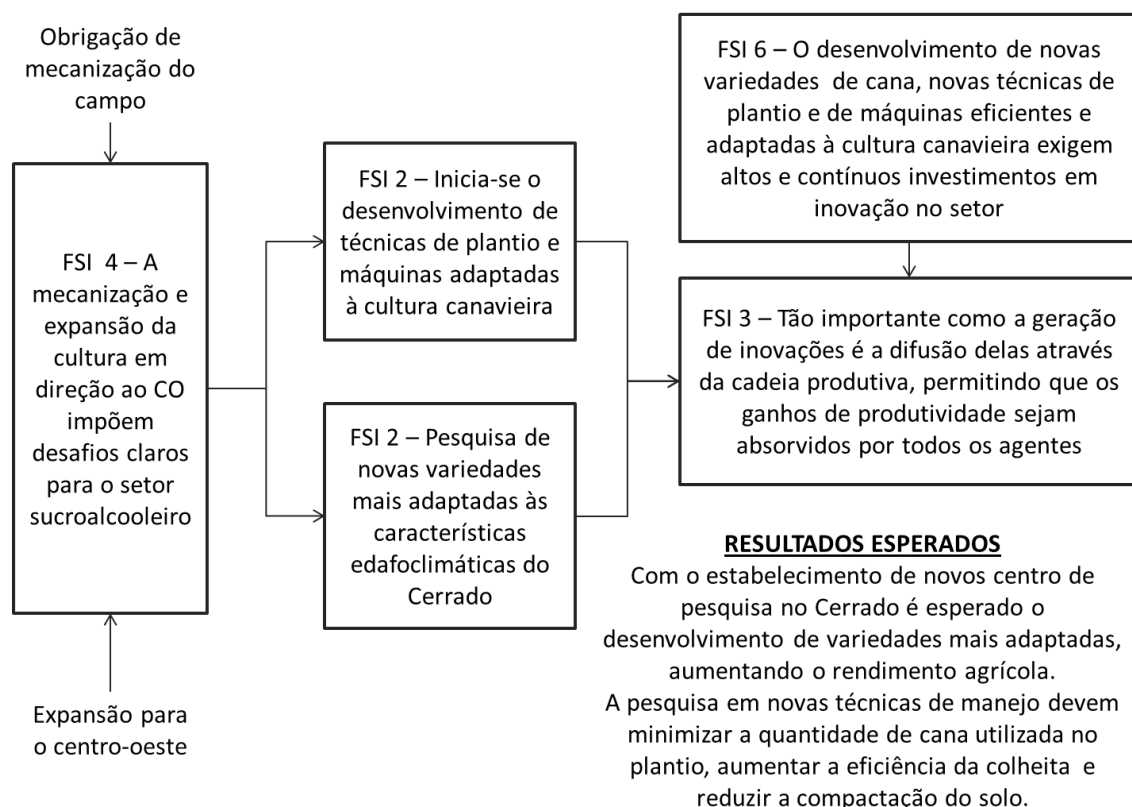 Obrigação de
mecanização do
campo
FSI 4 – A
mecanização e
expansão da
cultura em
direção ao CO
impõem
desafios claros
para o setor
sucroalcooleiro
Expansão para
o centro-oeste
FSI 2 – Inicia-se o
desenvolvimento de
técnicas de plantio e
máquinas adaptadas
à cultura canavieira
FSI 2 – Pesquisa de
novas variedades
mais adaptadas às
características
edafoclimáticas do
Cerrado
FSI 6 – O desenvolvimento de novas
variedades de cana, novas técnicas de
plantio e de máquinas eficientes e
adaptadas à cultura canavieira exigem
altos e contínuos investimentos em
inovação no setor
FSI 3 – Tão importante como a geração
de inovações é a difusão delas através
da cadeia produtiva, permitindo que os
ganhos de produtividade sejam
absorvidos por todos os agentes
RESULTADOS ESPERADOS
Com o estabelecimento de novos centro de
pesquisa no Cerrado é esperado o
desenvolvimento de variedades mais adaptadas,
aumentando o rendimento agrícola.
A pesquisa em novas técnicas de manejo devem
minimizar a quantidade de cana utilizada no
plantio, aumentar a eficiência da colheita e
reduzir a compactação do solo.